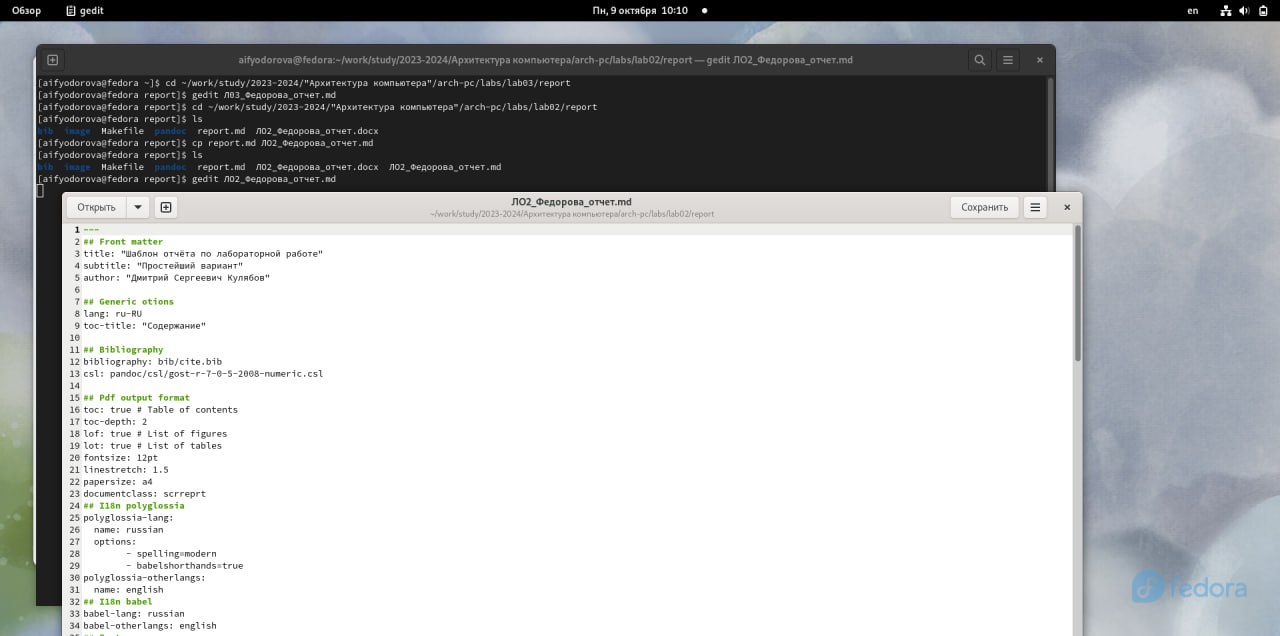 Обзор gedit Пн, 9 октября 10:10 en
aifyodorova@fedora:~/work/study/2023-2024/Архитектура компьютера/arch-pc/labs/lab02/report — gedit ЛО2_Федорова_отчет.md
[aifyodorova@fedora ~]$ cd ~/work/study/2023-2024/"Архитектура компьютера"/arch-pc/labs/lab03/report
[aifyodorova@fedora report]$ gedit Л03_Федорова_отчет.md
[aifyodorova@fedora report]$ cd ~/work/study/2023-2024/"Архитектура компьютера"/arch-pc/labs/lab02/report
[aifyodorova@fedora report]$ ls
bib image Makefile pandoc report.md ЛО2_Федорова_отчет.docx
[aifyodorova@fedora report]$ cp report.md ЛО2_Федорова_отчет.md
[aifyodorova@fedora report]$ ls
bib image Makefile pandoc report.md ЛО2_Федорова_отчет.docx ЛО2_Федорова_отчет.md
[aifyodorova@fedora report]$ gedit ЛО2_Федорова_отчет.md
Открыть ЛО2_Федорова_отчет.md Сохранить
~/work/study/2023-2024/Архитектура компьютера/arch-pc/labs/lab02/report
1 ---
2 ## Front matter
3 title: "Шаблон отчёта по лабораторной работе"
4 subtitle: "Простейший вариант"
5 author: "Дмитрий Сергеевич Кулябов"
6
7 ## Generic otions
8 lang: ru-RU
9 toc-title: "Содержание"
10
11 ## Bibliography
12 bibliography: bib/cite.bib
13 csl: pandoc/csl/gost-r-7-0-5-2008-numeric.csl
14
15 ## Pdf output format
16 toc: true # Table of contents
17 toc-depth: 2
18 lof: true # List of figures
19 lot: true # List of tables
20 fontsize: 12pt
21 linestretch: 1.5
22 papersize: a4
23 documentclass: scrreprt
24 ## I18n polyglossia
25 polyglossia-lang:
26 name: russian
27 options:
28 - spelling=modern
29 - babelshorthands=true
30 polyglossia-otherlangs:
31 name: english
32 ## I18n babel
33 babel-lang: russian
34 babel-otherlangs: english
fedora